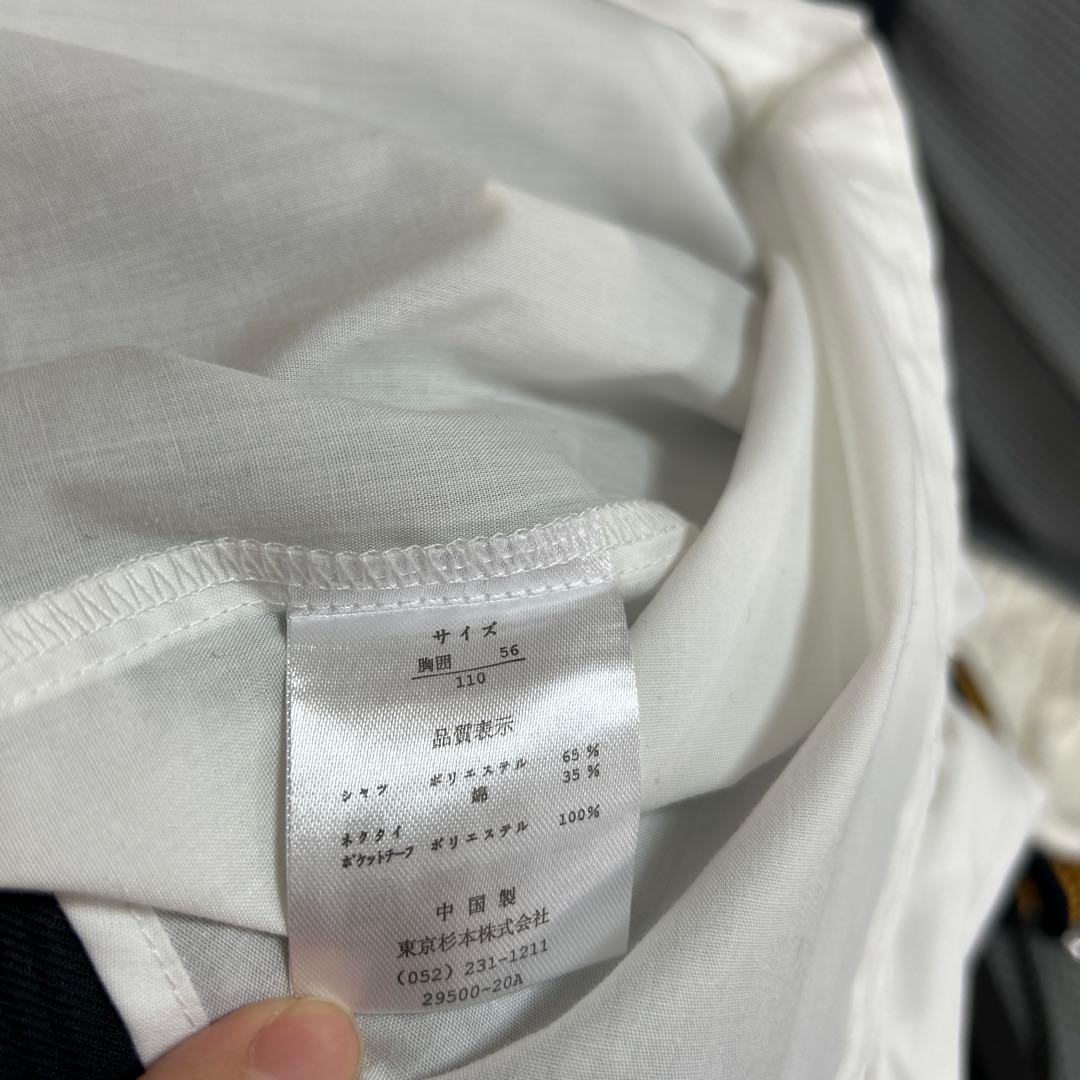 サイズ
胸囲 56
110
品質表示
シャツ ポリエステル 65%
綿 35%
ネクタイ
ポケットチーフ ポリエステル 100%
中国製
東京杉本株式会社
(052) 231-1211
29500-20A